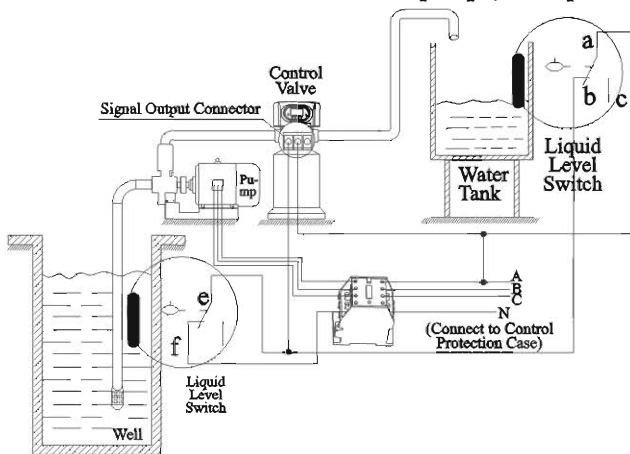 a
b
c
Control
Valve
Signal Output Connector
Pu-
mp
Water
Tank
Liquid
Level
Switch
A
B
C
N
(Connect to Control
Protection Case)
e
f
Liquid
Level
Switch
Well